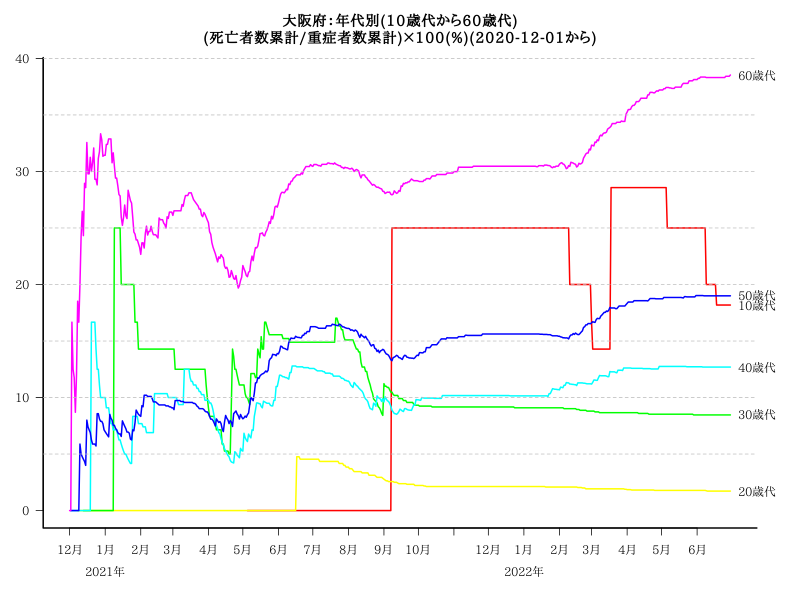 大阪府：年代別(10歳代から60歳代)
(死亡者数累計/重症者数累計)×100(%)(2020-12-01から)
40
30
20
10
0
60歳代
50歳代
10歳代
40歳代
30歳代
20歳代
12月 1月 2月 3月 4月 5月 6月 7月 8月 9月 10月 12月 1月 2月 3月 4月 5月 6月
2021年 2022年